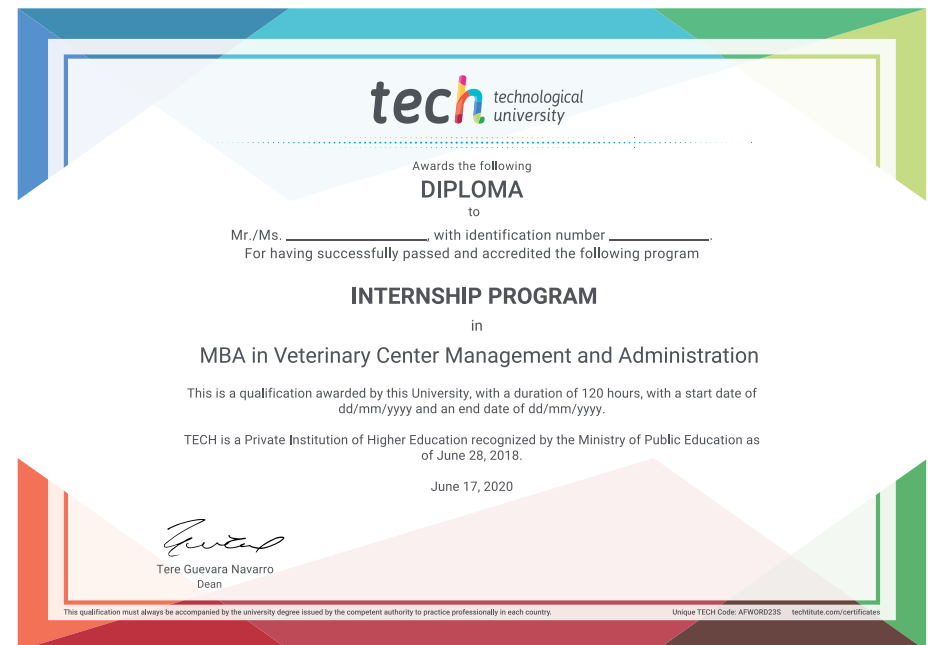 tech technological
university
Awards the following
DIPLOMA
to
Mr./Ms. ____________________, with identification number ______________.
For having successfully passed and accredited the following program
INTERNSHIP PROGRAM
in
MBA in Veterinary Center Management and Administration
This is a qualification awarded by this University, with a duration of 120 hours, with a start date of
dd/mm/yyyy and an end date of dd/mm/yyyy.
TECH is a Private Institution of Higher Education recognized by the Ministry of Public Education as
of June 28, 2018.
June 17, 2020
Tere Guevara Navarro
Dean
This qualification must always be accompanied by the university degree issued by the competent authority to practice professionally in each country. Unique TECH Code: AFWORD23S techtitute.com/certificates